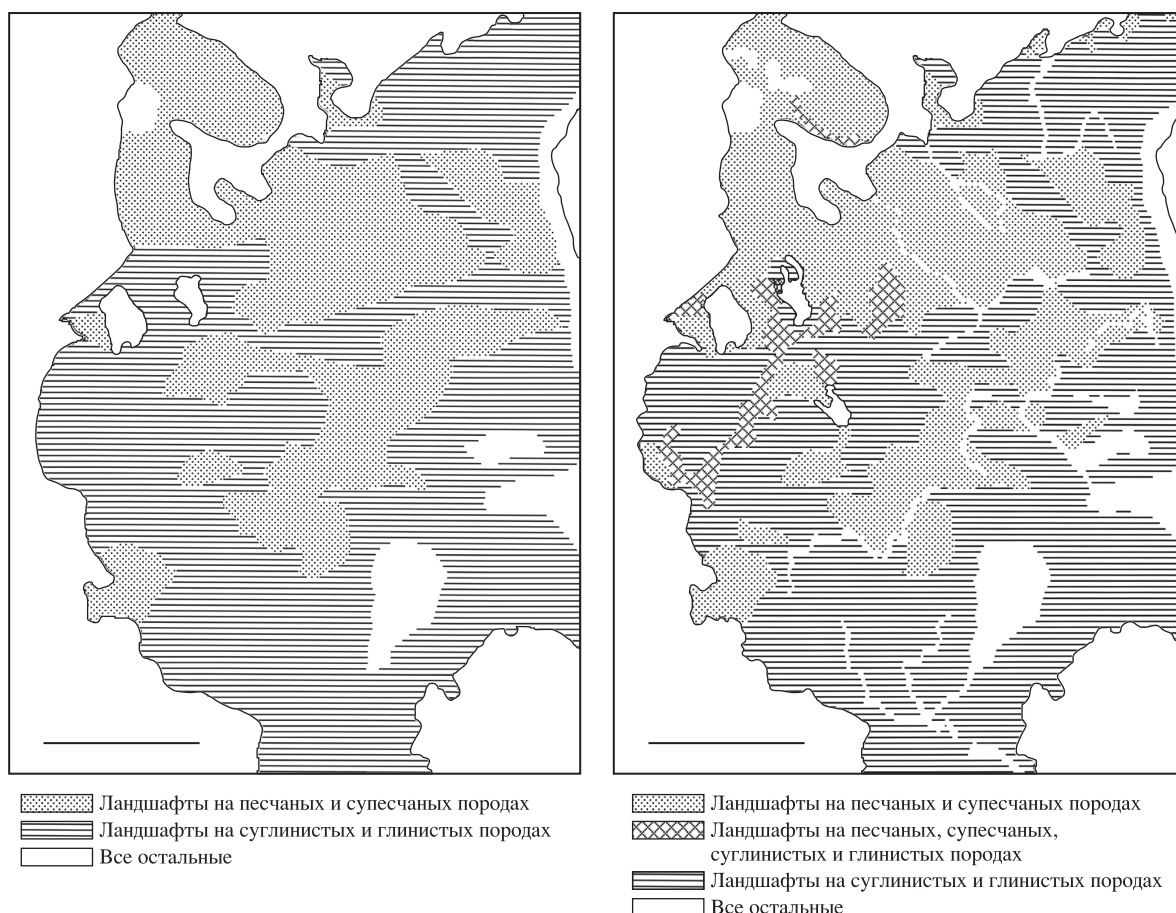 Ландшафты на песчаных и супесчаных породах
Ландшафты на суглинистых и глинистых породах
Все остальные
Ландшафты на песчаных и супесчаных породах
Ландшафты на песчаных, супесчаных,
суглинистых и глинистых породах
Ландшафты на суглинистых и глинистых породах
Все остальные